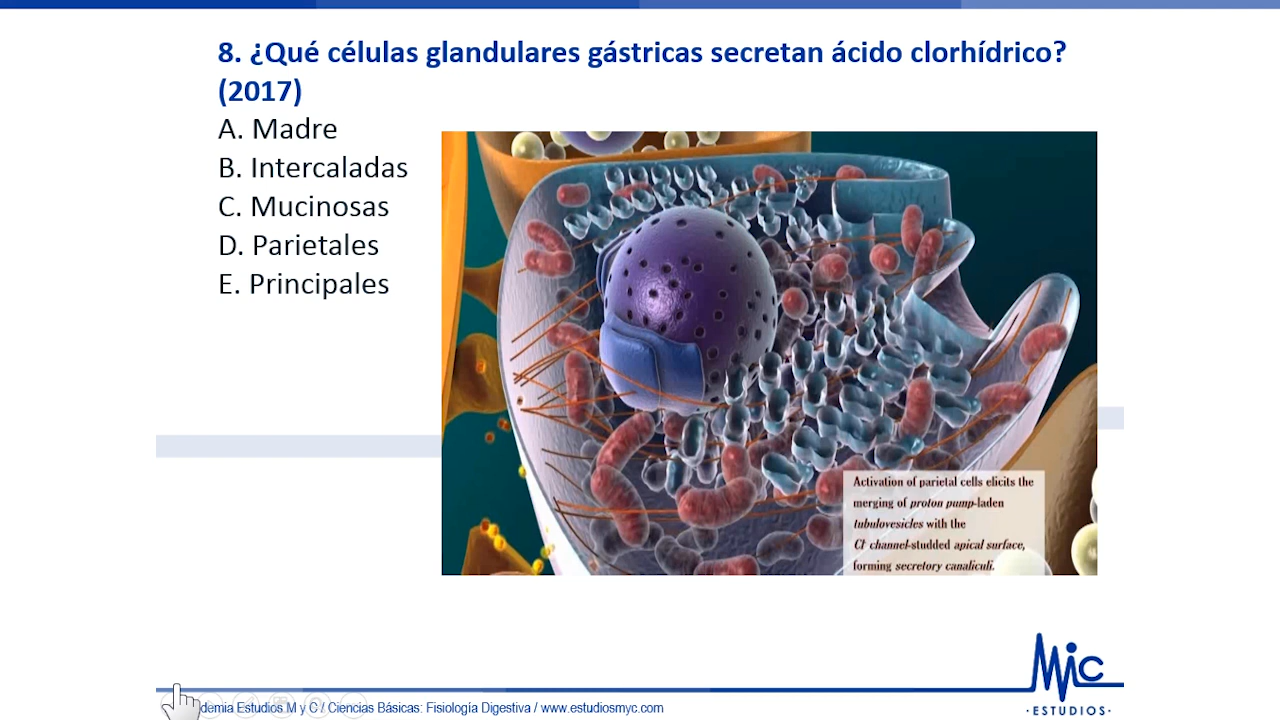 8. ¿Qué células glandulares gástricas secretan ácido clorhídrico?
(2017)
A. Madre
B. Intercaladas
C. Mucinosas
D. Parietales
E. Principales
Activation of parietal cells elicits the
merging of proton pump-laden
tubulovesicles with the
Cl⁻ channel-studded apical surface,
forming secretory canaliculi.
MiC
·ESTUDIOS·
Estudios M y C / Ciencias Básicas: Fisiología Digestiva / www.estudiosmyc.com